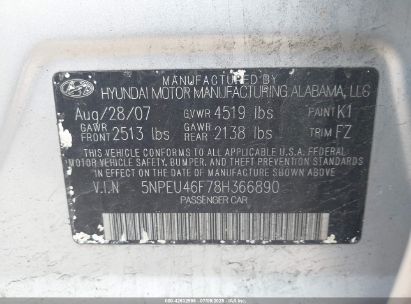 MANUFACTURED BY
HYUNDAI MOTOR MANUFACTURING ALABAMA, LLC
Aug/28/07 GVWR 4519 lbs PAINT K1
GAWR FRONT 2513 lbs GAWR REAR 2138 lbs TRIM FZ
THIS VEHICLE CONFORMS TO ALL APPLICABLE U.S. FEDERAL
MOTOR VEHICLE SAFETY, BUMPER, AND THEFT PREVENTION STANDARDS
IN EFFECT ON THE DATE OF MANUFACTURE SHOWN ABOVE.
V.I.N 5NPEU46F78H366890
PASSENGER CAR